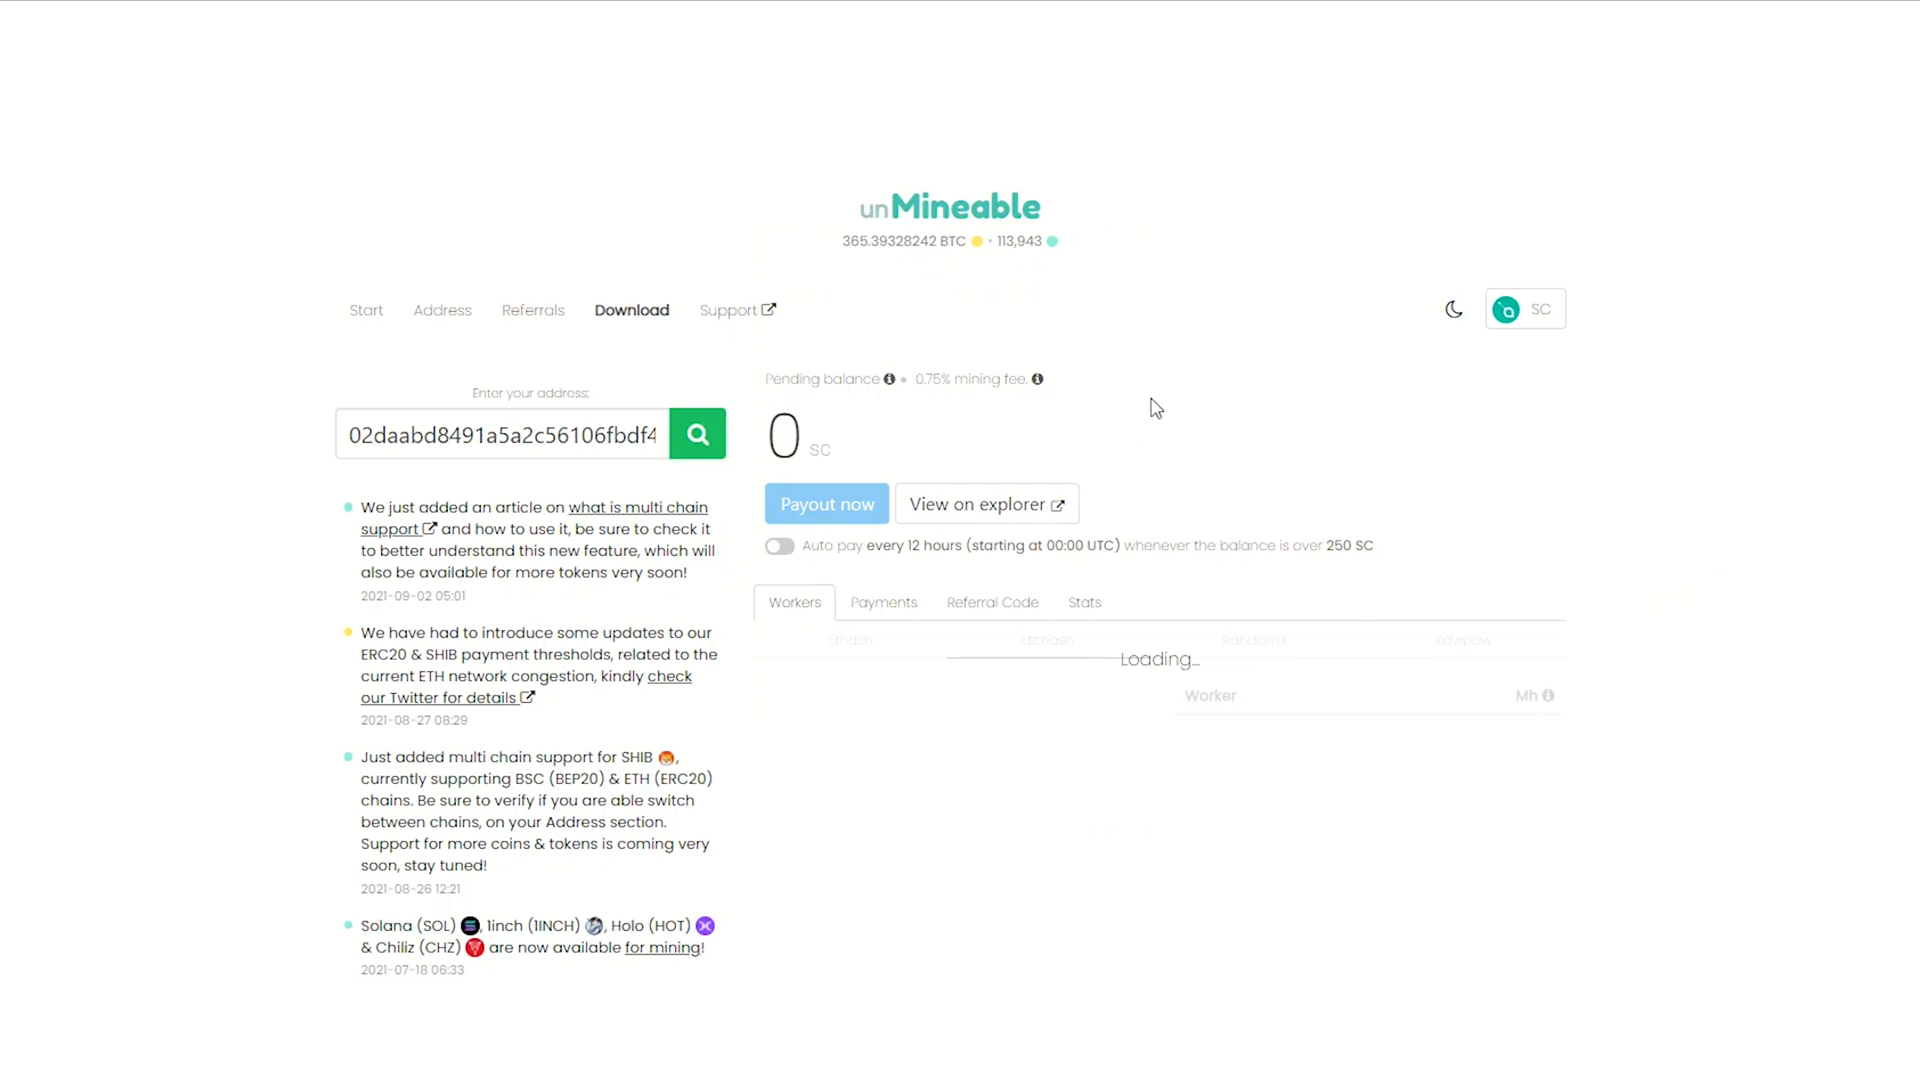 unMineable
365.39328242 BTC • 113,943
Start Address Referrals Download Support
SC
Enter your address:
02daabd8491a5a2c56106fbdf4
Pending balance • 0.75% mining fee.
0 SC
Payout now View on explorer
Auto pay every 12 hours (starting at 00:00 UTC) whenever the balance is over 250 SC
Workers Payments Referral Code Stats
Ethash Etchash RandomX Kawpow
Loading...
Worker Mh
We just added an article on what is multi chain
support and how to use it, be sure to check it
to better understand this new feature, which will
also be available for more tokens very soon!
2021-09-02 05:01
We have had to introduce some updates to our
ERC20 & SHIB payment thresholds, related to the
current ETH network congestion, kindly check
our Twitter for details
2021-08-27 08:29
Just added multi chain support for SHIB ,
currently supporting BSC (BEP20) & ETH (ERC20)
chains. Be sure to verify if you are able switch
between chains, on your Address section.
Support for more coins & tokens is coming very
soon, stay tuned!
2021-08-26 12:21
Solana (SOL) , 1inch (1INCH) , Holo (HOT)
& Chiliz (CHZ) are now available for mining!
2021-07-18 06:33